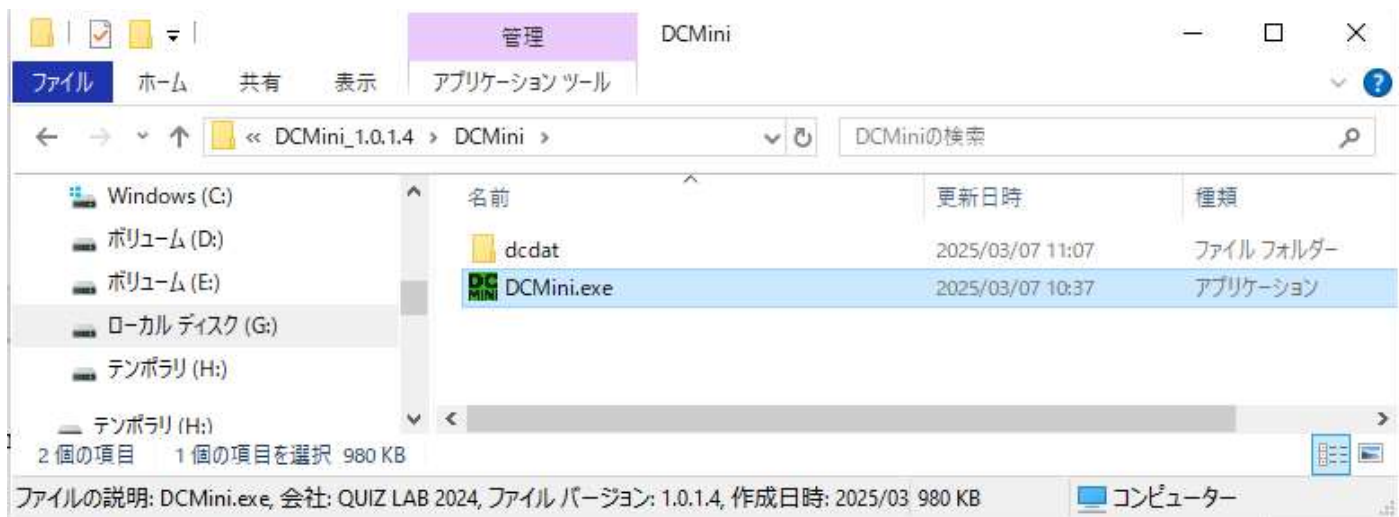 管理 DCMini
ファイル ホーム 共有 表示 アプリケーション ツール
« DCMini_1.0.1.4 › DCMini › DCMiniの検索
Windows (C:)
ボリューム (D:)
ボリューム (E:)
ローカル ディスク (G:)
テンポラリ (H:)
テンポラリ (H:)
名前 更新日時 種類
dcdat 2025/03/07 11:07 ファイル フォルダー
DC MINI DCMini.exe 2025/03/07 10:37 アプリケーション
2 個の項目 1 個の項目を選択 980 KB
ファイルの説明: DCMini.exe, 会社: QUIZ LAB 2024, ファイル バージョン: 1.0.1.4, 作成日時: 2025/03 980 KB コンピューター